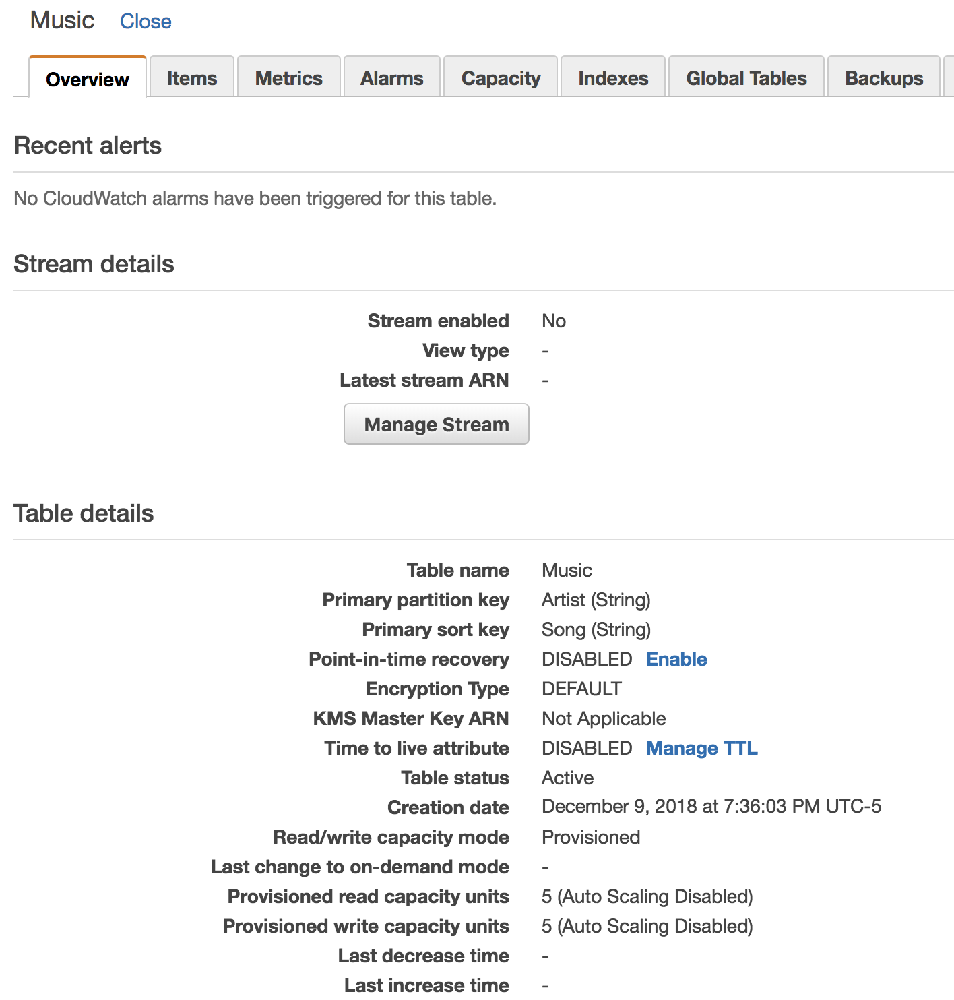 Music Close
Overview Items Metrics Alarms Capacity Indexes Global Tables Backups
Recent alerts
No CloudWatch alarms have been triggered for this table.
Stream details
Stream enabled No
View type -
Latest stream ARN -
Manage Stream
Table details
Table name Music
Primary partition key Artist (String)
Primary sort key Song (String)
Point-in-time recovery DISABLED Enable
Encryption Type DEFAULT
KMS Master Key ARN Not Applicable
Time to live attribute DISABLED Manage TTL
Table status Active
Creation date December 9, 2018 at 7:36:03 PM UTC-5
Read/write capacity mode Provisioned
Last change to on-demand mode -
Provisioned read capacity units 5 (Auto Scaling Disabled)
Provisioned write capacity units 5 (Auto Scaling Disabled)
Last decrease time -
Last increase time -